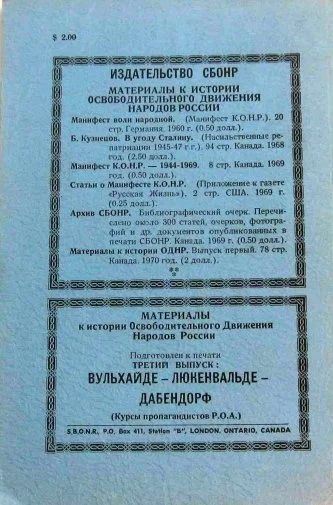 $ 2.00
ИЗДАТЕЛЬСТВО СБОНР
МАТЕРИАЛЫ К ИСТОРИИ
ОСВОБОДИТЕЛЬНОГО ДВИЖЕНИЯ
НАРОДОВ РОССИИ
Манифест воли народной. (Манифест К.О.Н.Р.). 20
стр. Германия. 1960 г. (0.50 долл.).
Б. Кузнецов. В угоду Сталину. (Насильственные ре-
патриации 1945-47 г.г.). 94 стр. Канада. 1968
год. (2.50 долл.).
Манифест К.О.Н.Р. — 1944-1969. 8 стр. Канада. 1969
г. (0.50 долл.).
Статьи о Манифесте К.О.Н.Р. (Приложение к газете
«Русская Жизнь»). 2 стр. США. 1969 г.
(0.25 долл.).
Архив СБОНР. Библиографический очерк. Перечис-
лено около 300 статей, очерков, фотогра-
фий и др. документов опубликованных в
печати СБОНР. Канада. 1969 г. (0.50 долл.).
Материалы к истории ОДНР. Выпуск первый. 78 стр.
Канада. 1970 год. (2 долл.).
***
МАТЕРИАЛЫ
к истории Освободительного Движения
Народов России
Подготовлен к печати
ТРЕТИЙ ВЫПУСК:
ВУЛЬХАЙДЕ – ЛЮКЕНВАЛЬДЕ –
ДАБЕНДОРФ
(Курсы пропагандистов Р.О.А.)
S.B.O.N.R., P.O. Box 411, Station "B", LONDON, ONTARIO, CANADA